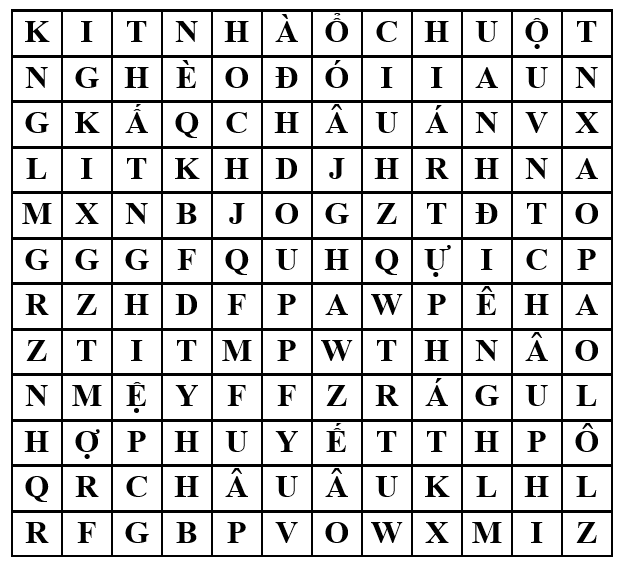 K I T N H À Ổ C H U Ộ T
N G H È O Đ Ó I I A U N
G K Ấ Q C H Â U Á N V X
L I T K H D J H R H N A
M X N B J O G Z T Đ T O
G G G F Q U H Q Ự I C P
R Z H D F P A W P Ê H A
Z T I T M P W T H N Â O
N M Ệ Y F F Z R Á G U L
H Ợ P H U Y Ế T T H P Ô
Q R C H Â U Â U K L H L
R F G B P V O W X M I Z